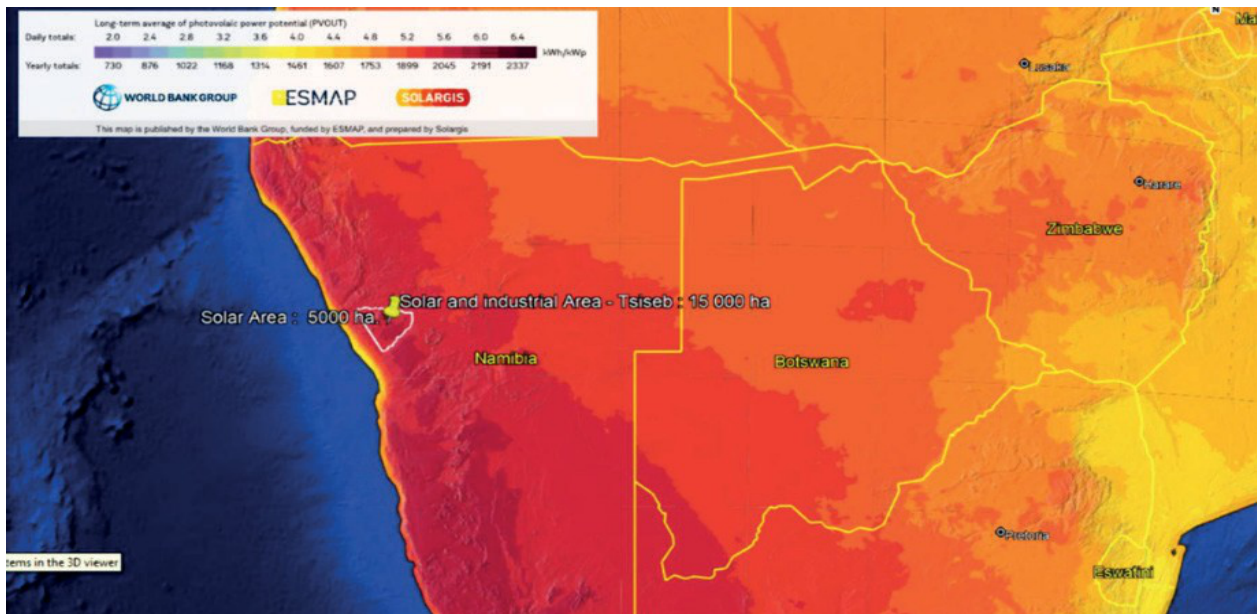 Long-term average of photovolaic power potential (PVOUT)
Daily totals: 2.0 2.4 2.8 3.2 3.6 4.0 4.4 4.8 5.2 5.6 6.0 6.4
kWh/kWp
Yearly totals: 730 876 1022 1168 1314 1461 1607 1753 1899 2045 2191 2337
WORLD BANK GROUP ESMAP SOLARGIS
This map is published by the World Bank Group, funded by ESMAP, and prepared by Solargis
N
Ma
Lusaka
Harare
Zimbabwe
Solar and industrial Area - Tsiseb : 15 000 ha
Solar Area : 5000 ha
Namibia
Botswana
Pretoria
tems in the 3D viewer
Eswatini